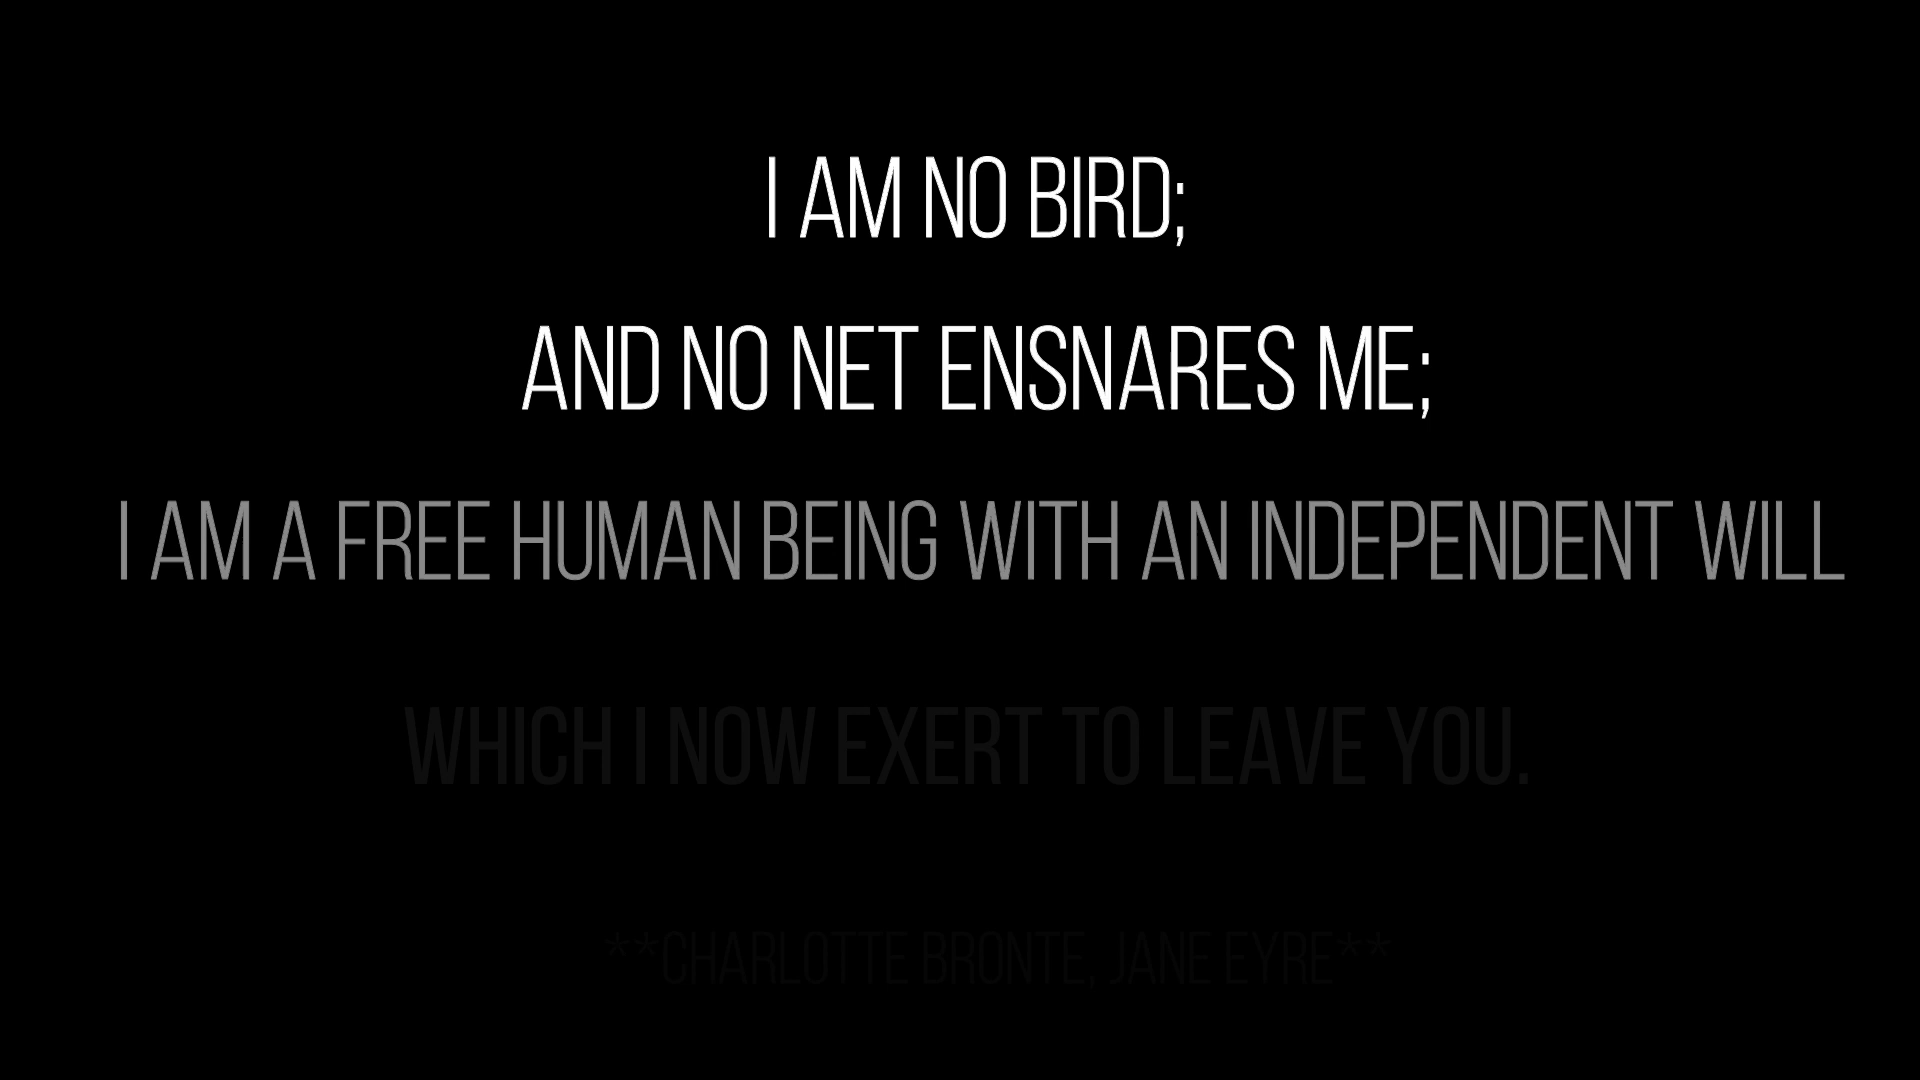 I AM NO BIRD;
AND NO NET ENSNARES ME;
I AM A FREE HUMAN BEING WITH AN INDEPENDENT WILL
WHICH I NOW EXERT TO LEAVE YOU.
**CHARLOTTE BRONTE, JANE EYRE**